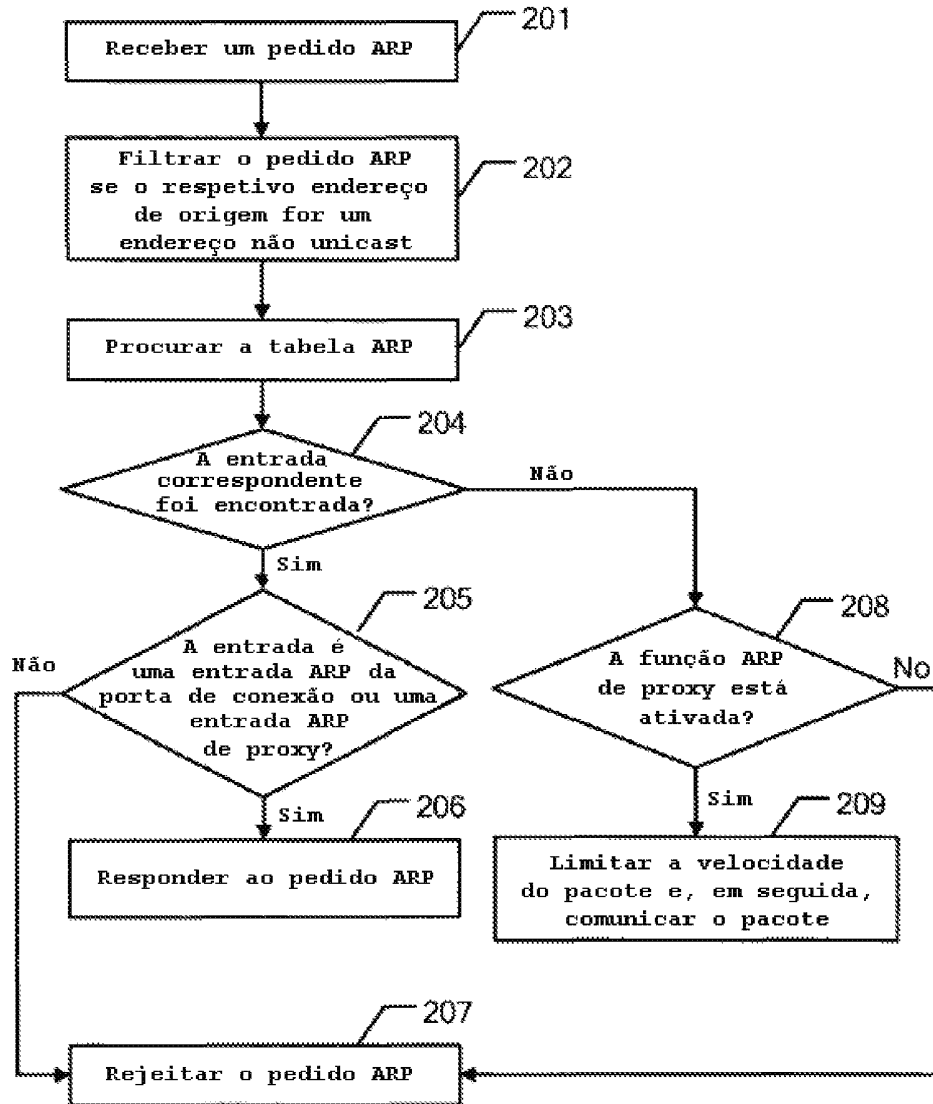 201
Receber um pedido ARP
202
Filtrar o pedido ARP
se o respetivo endereço
de origem for um
endereço não unicast
203
Procurar a tabela ARP
204
A entrada
correspondente
foi encontrada?
Não
Sim
205
A entrada é
uma entrada ARP da
porta de conexão ou uma
entrada ARP
de proxy?
Não
Sim
208
A função ARP
de proxy está
ativada?
No
Sim
206
Responder ao pedido ARP
209
Limitar a velocidade
do pacote e, em seguida,
comunicar o pacote
207
Rejeitar o pedido ARP